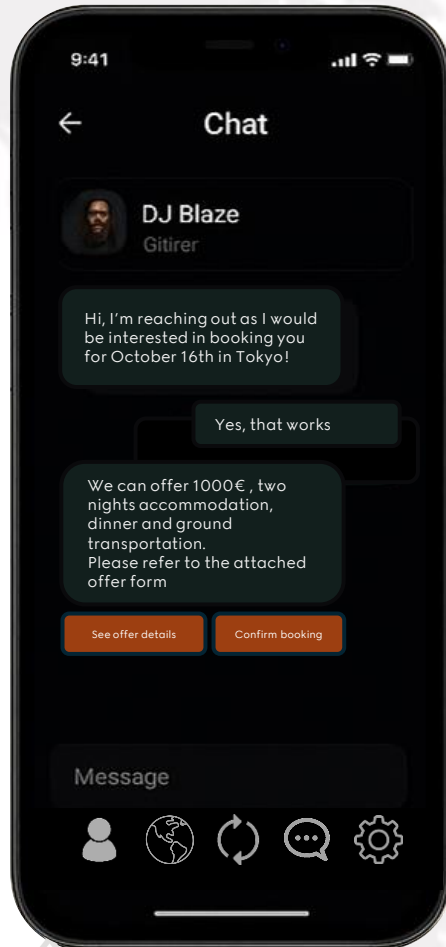 9:41
Chat
DJ Blaze
Gitirer
Hi, I'm reaching out as I would
be interested in booking you
for October 16th in Tokyo!
Yes, that works
We can offer 1000€ , two
nights accommodation,
dinner and ground
transportation.
Please refer to the attached
offer form
See offer details
Confirm booking
Message